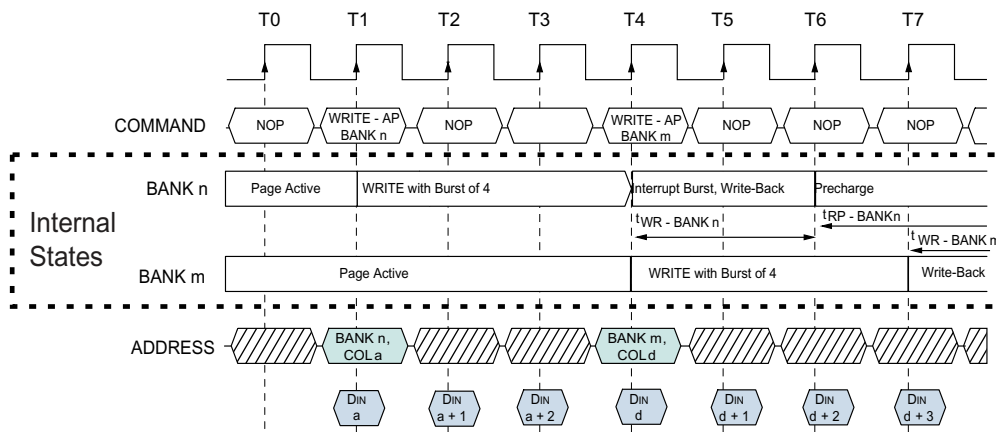 T0 T1 T2 T3 T4 T5 T6 T7
COMMAND
NOP
WRITE - AP
BANK n
NOP
WRITE - AP
BANK m
NOP
NOP
NOP
Internal
States
BANK n
Page Active
WRITE with Burst of 4
Interrupt Burst, Write-Back
Precharge
tWR - BANK n
tRP - BANK n
tWR - BANK m
BANK m
Page Active
WRITE with Burst of 4
Write-Back
ADDRESS
BANK n,
COL a
BANK m,
COL d
DIN
a
DIN
a + 1
DIN
a + 2
DIN
d
DIN
d + 1
DIN
d + 2
DIN
d + 3